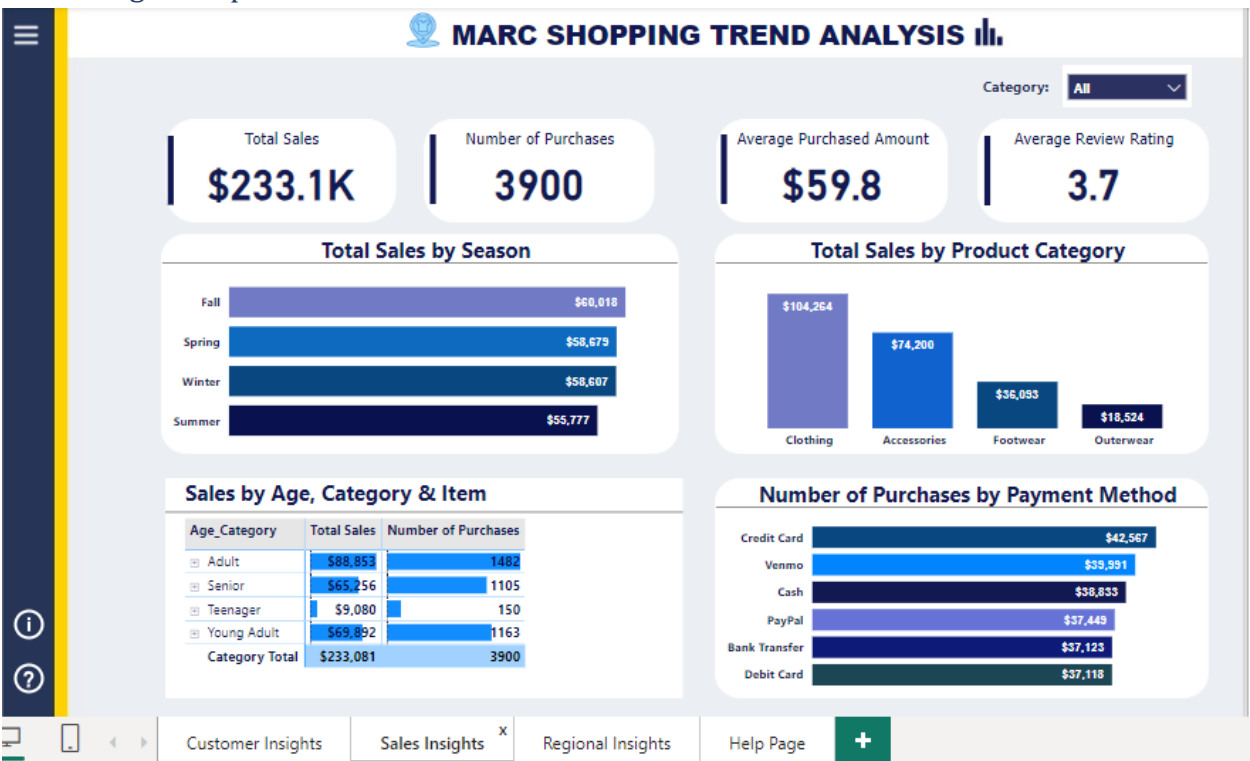 MARC SHOPPING TREND ANALYSIS
Category: All
Total Sales
$233.1K
Number of Purchases
3900
Average Purchased Amount
$59.8
Average Review Rating
3.7
Total Sales by Season
Fall $60,018
Spring $58,679
Winter $58,607
Summer $55,777
Total Sales by Product Category
$104,264
$74,200
$36,093
$18,524
Clothing Accessories Footwear Outerwear
Sales by Age, Category & Item
Age_Category Total Sales Number of Purchases
Adult $88,853 1482
Senior $65,256 1105
Teenager $9,080 150
Young Adult $69,892 1163
Category Total $233,081 3900
Number of Purchases by Payment Method
Credit Card $42,567
Venmo $39,991
Cash $38,833
PayPal $37,449
Bank Transfer $37,123
Debit Card $37,118
Customer Insights Sales Insights x Regional Insights Help Page +